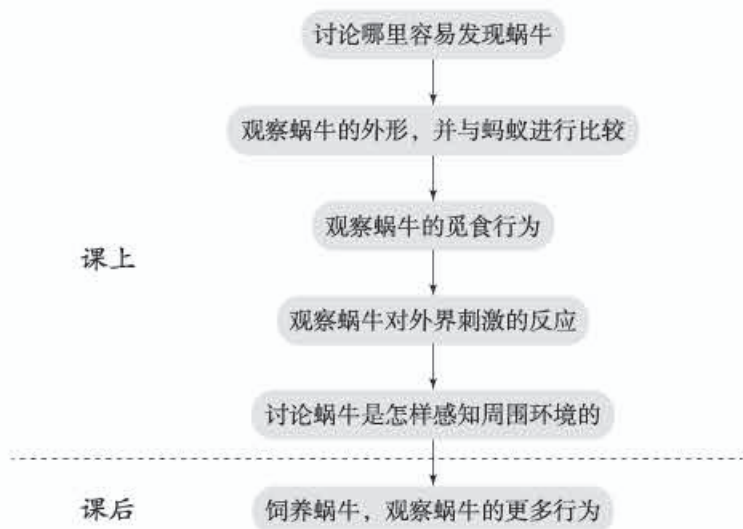 讨论哪里容易发现蜗牛
观察蜗牛的外形，并与蚂蚁进行比较
观察蜗牛的觅食行为
课上
观察蜗牛对外界刺激的反应
讨论蜗牛是怎样感知周围环境的
课后
饲养蜗牛，观察蜗牛的更多行为